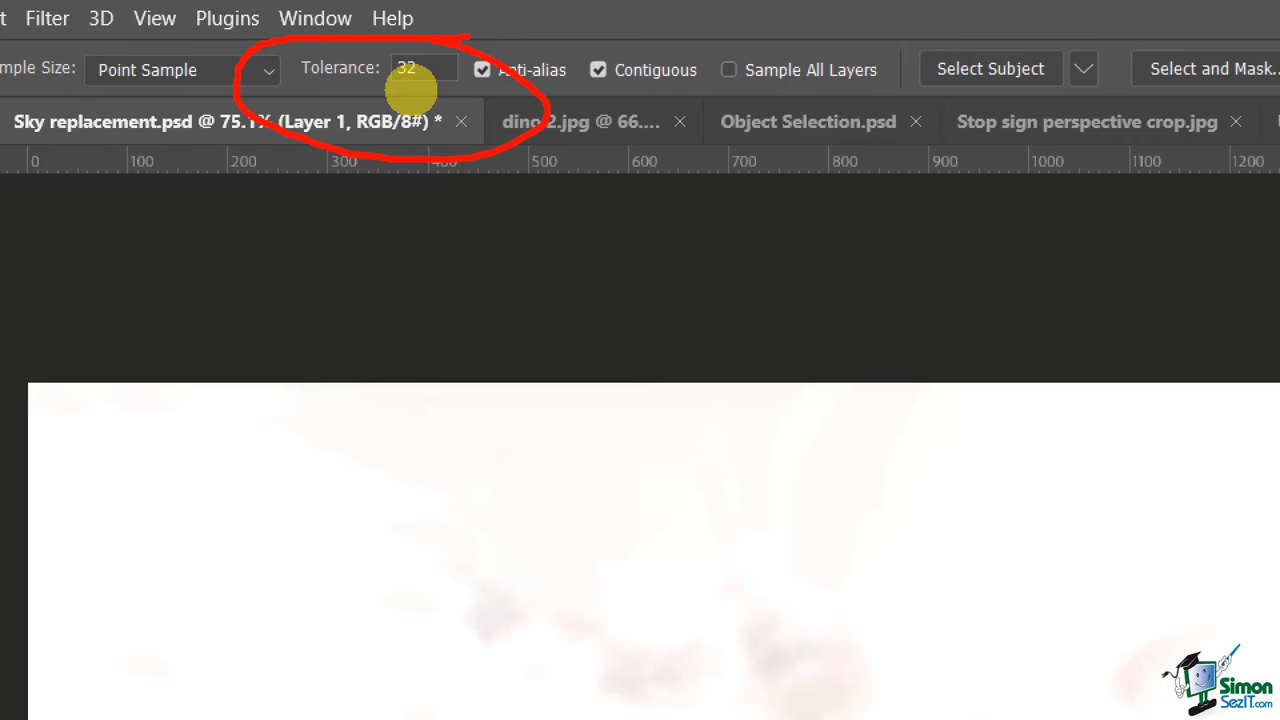 Filter 3D View Plugins Window Help
Size: Point Sample Tolerance: 32 Anti-alias Contiguous Sample All Layers Select Subject Select and Mask..
Sky replacement.psd @ 75.1% (Layer 1, RGB/8#) * dino 2.jpg @ 66.... Object Selection.psd Stop sign perspective crop.jpg
0 100 200 300 400 500 600 700 800 900 1000 1100 1200
Simon
SezIT.com